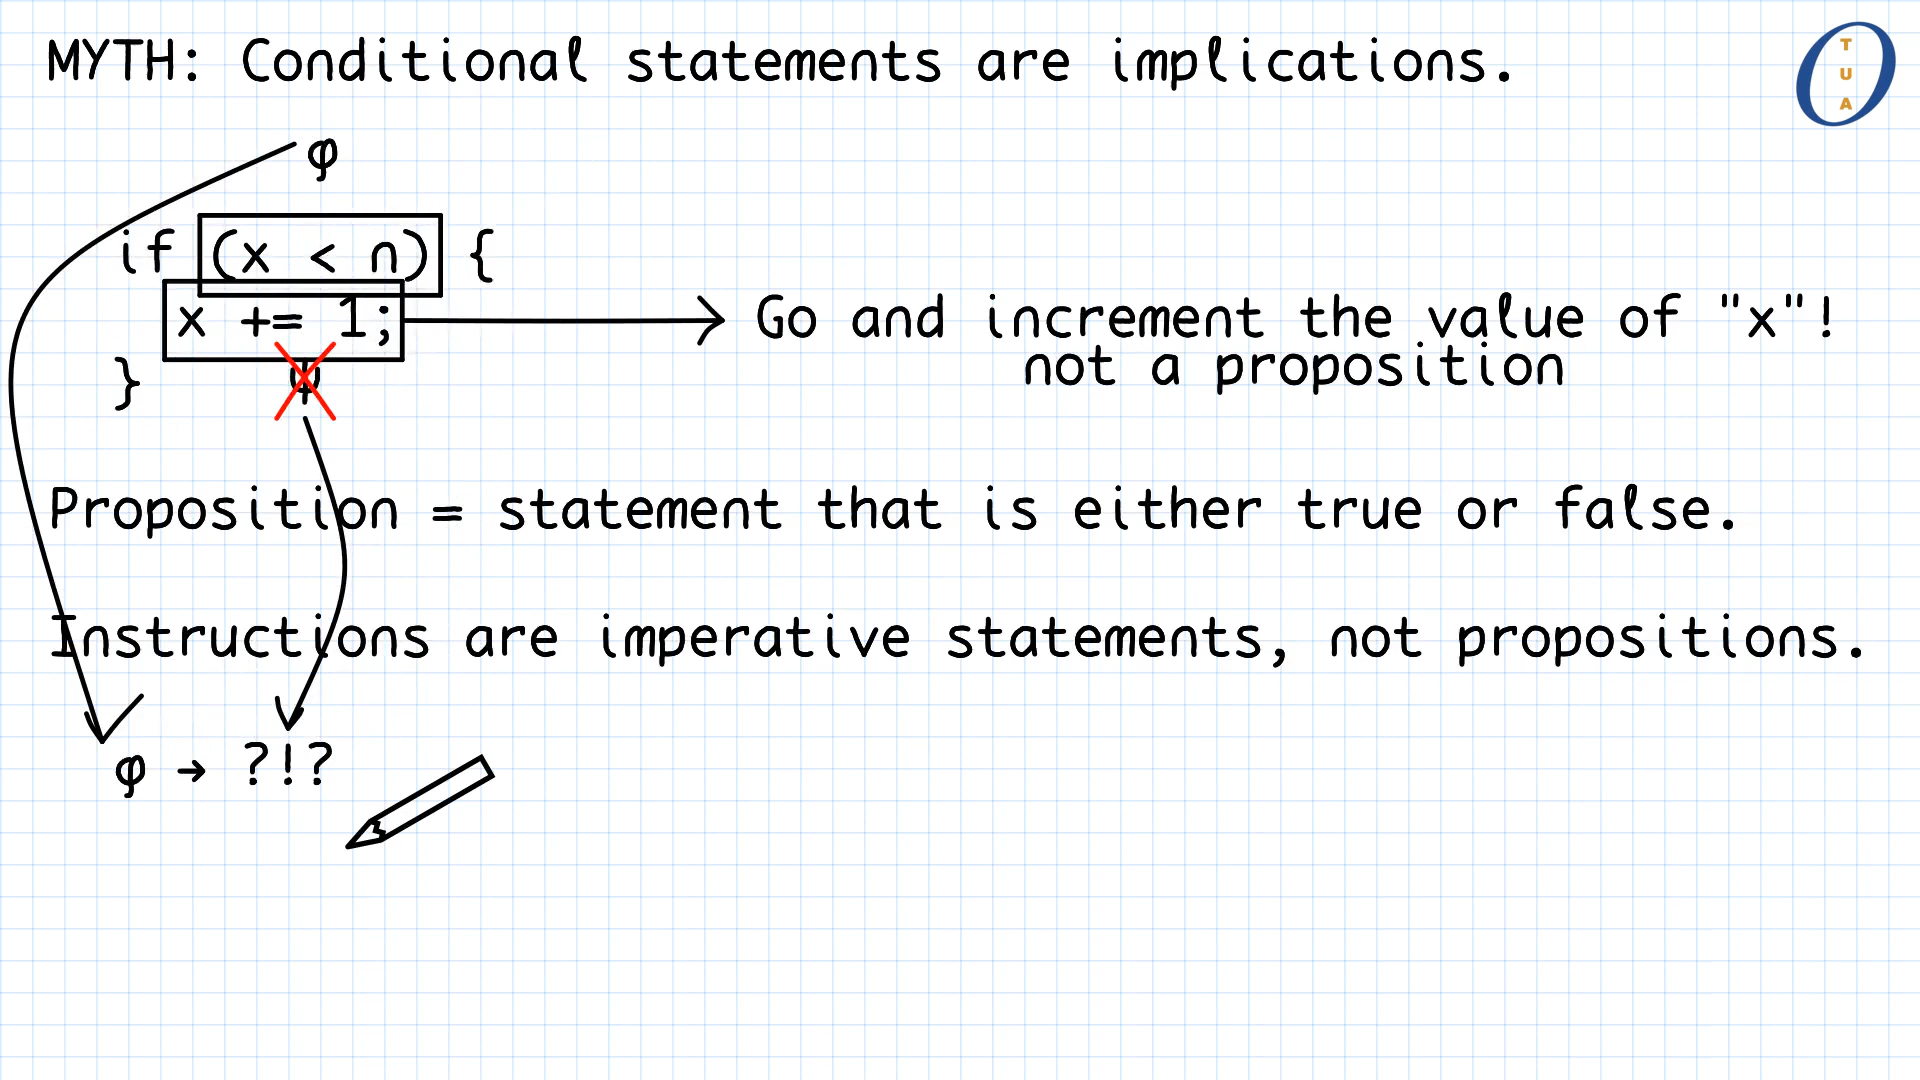 MYTH: Conditional statements are implications.
T
U
A
φ
if (x < n) {
x += 1;
Go and increment the value of "x"!
not a proposition
}
ψ
Proposition = statement that is either true or false.
Instructions are imperative statements, not propositions.
φ → ?!?